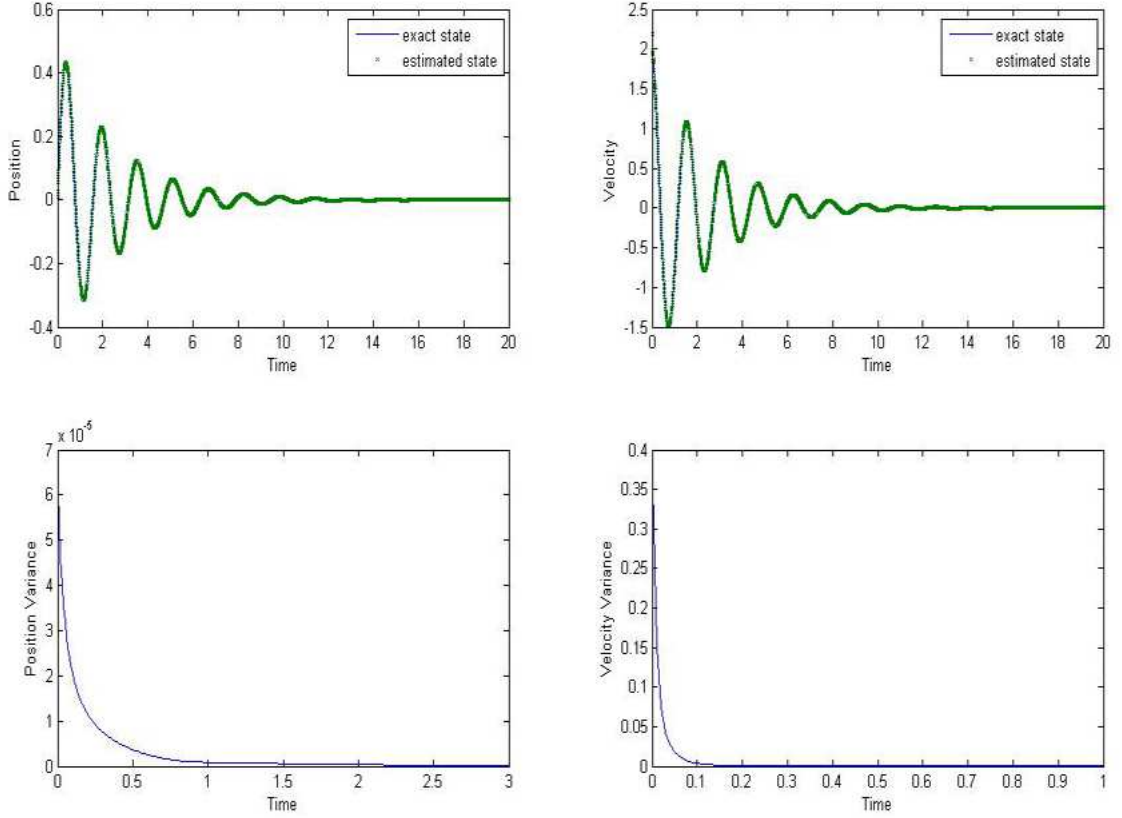 0.6
0.4
0.2
0
-0.2
-0.4
Position
exact state
estimated state
0 2 4 6 8 10 12 14 16 18 20
Time
2.5
2
1.5
1
0.5
0
-0.5
-1
-1.5
Velocity
exact state
estimated state
0 2 4 6 8 10 12 14 16 18 20
Time
x 10^-5
7
6
5
4
3
2
1
0
Position Variance
0 0.5 1 1.5 2 2.5 3
Time
0.4
0.35
0.3
0.25
0.2
0.15
0.1
0.05
0
Velocity Variance
0 0.1 0.2 0.3 0.4 0.5 0.6 0.7 0.8 0.9 1
Time